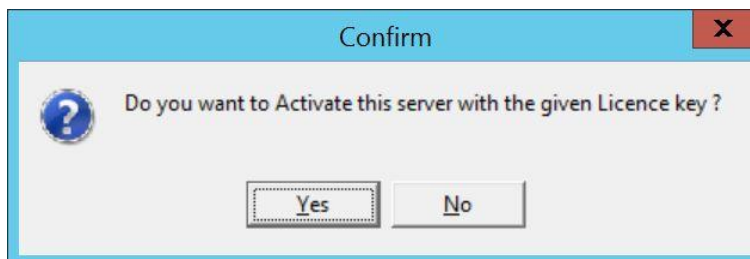 Confirm
X
?
Do you want to Activate this server with the given Licence key ?
Yes
No